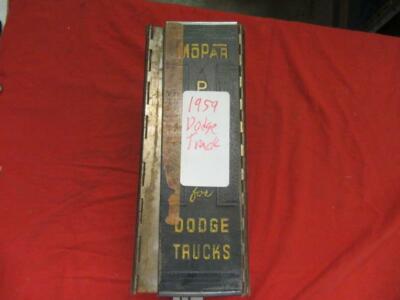 MOPAR
P
1959
Dodge
Truck
for
DODGE
TRUCKS